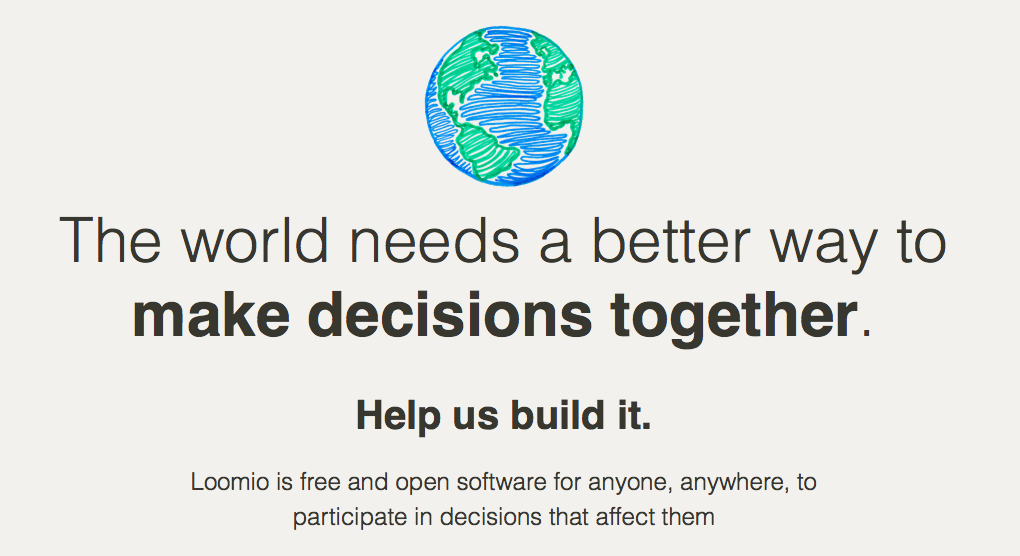 The world needs a better way to
make decisions together.
Help us build it.
Loomio is free and open software for anyone, anywhere, to
participate in decisions that affect them